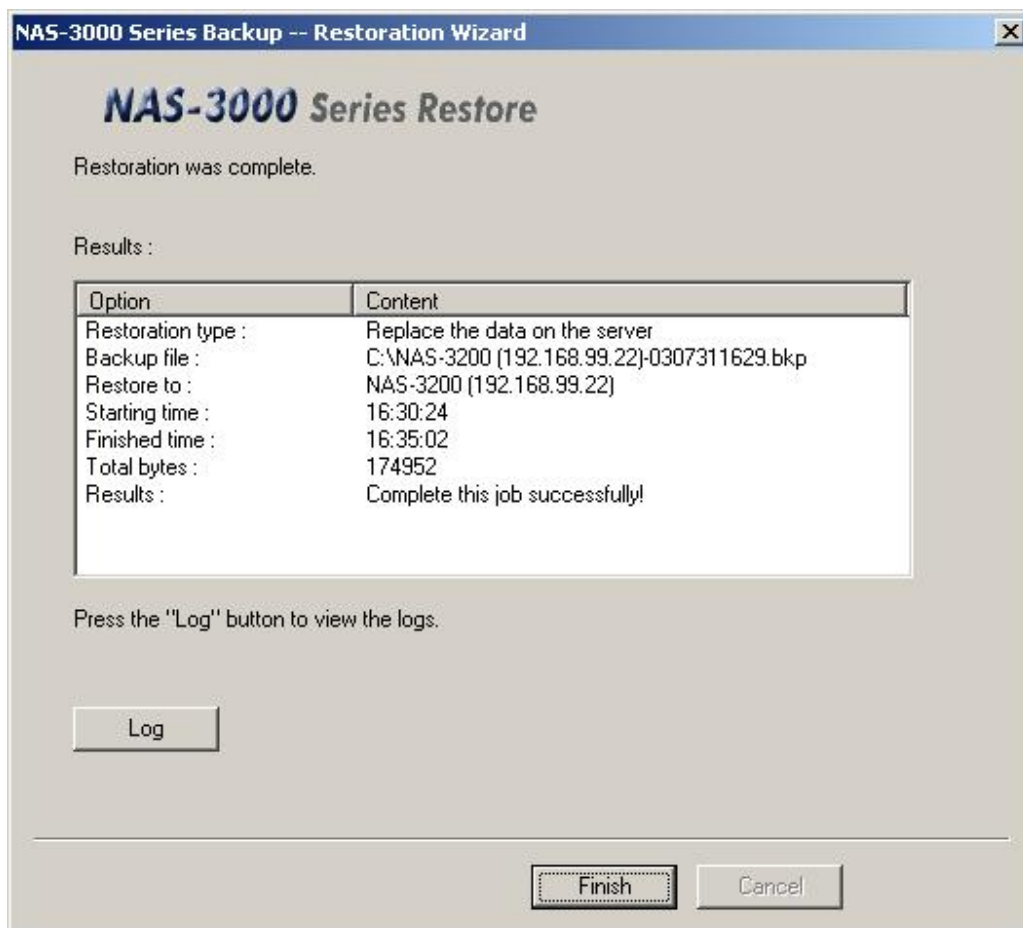 NAS-3000 Series Backup -- Restoration Wizard
NAS-3000 Series Restore
Restoration was complete.
Results :
Option Content
Restoration type : Replace the data on the server
Backup file : C:\NAS-3200 (192.168.99.22)-0307311629.bkp
Restore to : NAS-3200 (192.168.99.22)
Starting time : 16:30:24
Finished time : 16:35:02
Total bytes : 174952
Results : Complete this job successfully!
Press the "Log" button to view the logs.
Log
Finish Cancel